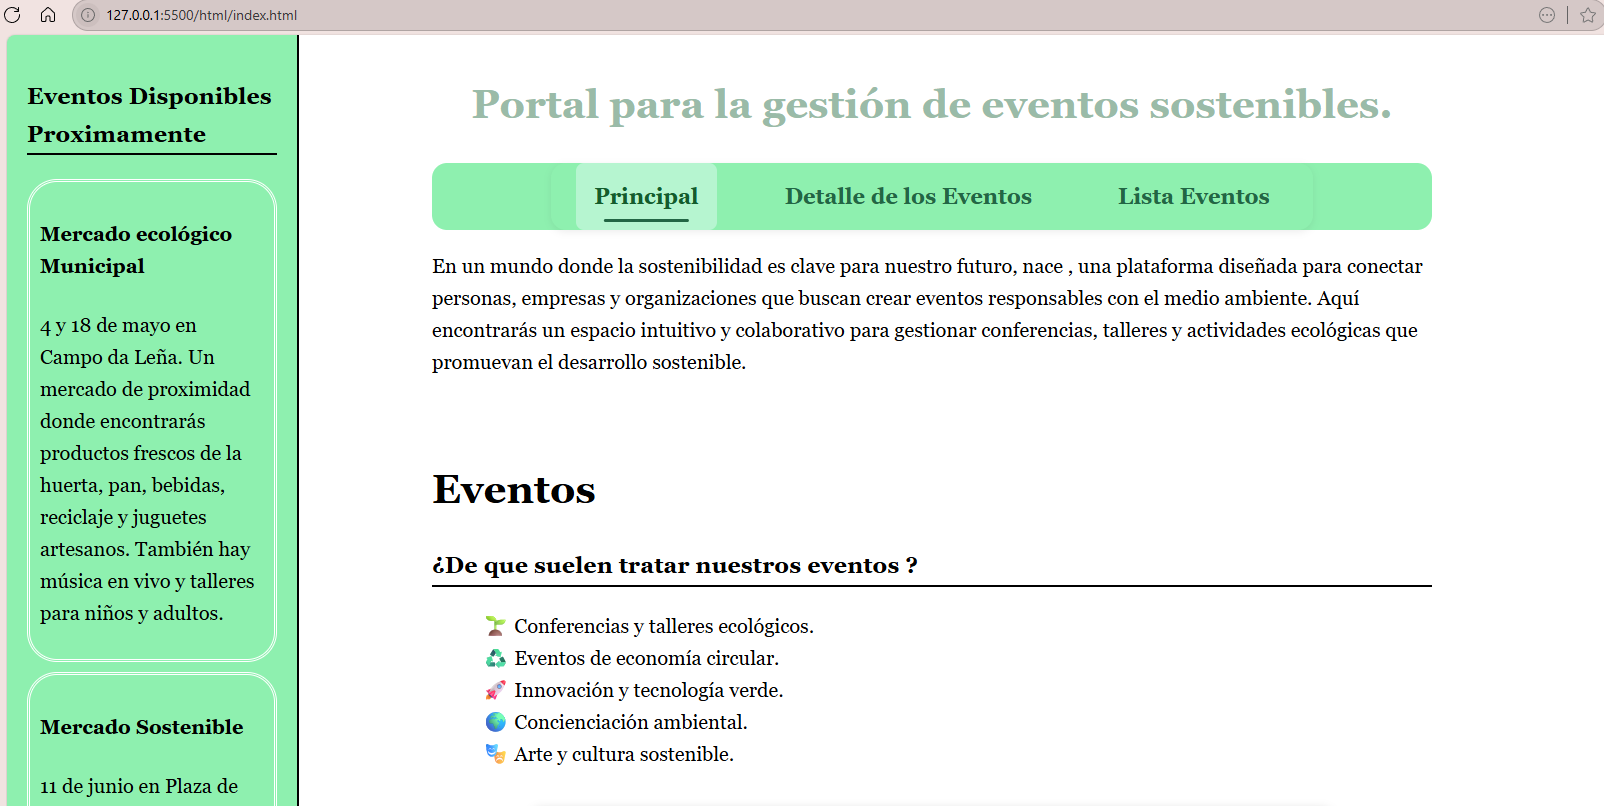 127.0.0.1:5500/html/index.html
Eventos Disponibles
Proximamente
Mercado ecológico
Municipal
4 y 18 de mayo en
Campo da Leña. Un
mercado de proximidad
donde encontrarás
productos frescos de la
huerta, pan, bebidas,
reciclaje y juguetes
artesanos. También hay
música en vivo y talleres
para niños y adultos.
Mercado Sostenible
11 de junio en Plaza de
Portal para la gestión de eventos sostenibles.
Principal Detalle de los Eventos Lista Eventos
En un mundo donde la sostenibilidad es clave para nuestro futuro, nace , una plataforma diseñada para conectar
personas, empresas y organizaciones que buscan crear eventos responsables con el medio ambiente. Aquí
encontrarás un espacio intuitivo y colaborativo para gestionar conferencias, talleres y actividades ecológicas que
promuevan el desarrollo sostenible.
Eventos
¿De que suelen tratar nuestros eventos ?
🌱 Conferencias y talleres ecológicos.
♻️ Eventos de economía circular.
🚀 Innovación y tecnología verde.
🌍 Concienciación ambiental.
🎭 Arte y cultura sostenible.